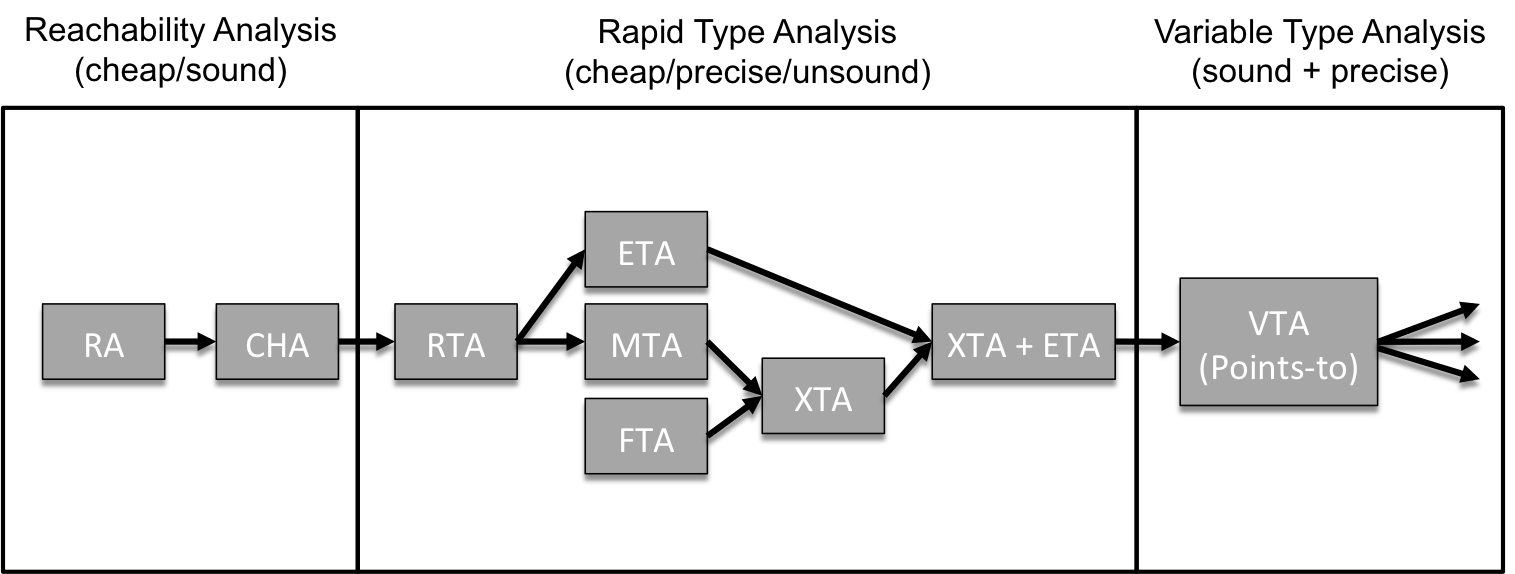 Reachability Analysis
(cheap/sound)
Rapid Type Analysis
(cheap/precise/unsound)
Variable Type Analysis
(sound + precise)
RA
CHA
RTA
ETA
MTA
FTA
XTA
XTA + ETA
VTA
(Points-to)